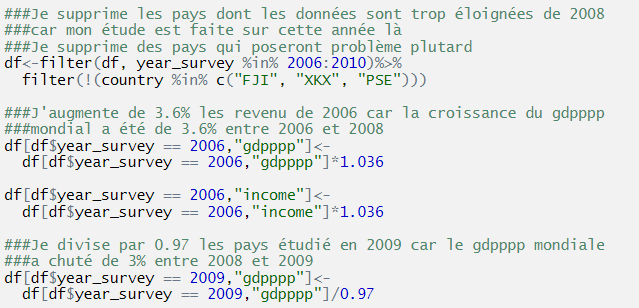 ###Je supprime les pays dont les données sont trop éloignées de 2008
###car mon étude est faite sur cette année là
###Je supprime des pays qui poseront problème plutard
df<-filter(df, year_survey %in% 2006:2010)%>%
  filter(!(country %in% c("FJI", "XKX", "PSE")))

###J'augmente de 3.6% les revenu de 2006 car la croissance du gdpppp
###mondial a été de 3.6% entre 2006 et 2008
df[df$year_survey == 2006,"gdpppp"]<-
  df[df$year_survey == 2006,"gdpppp"]*1.036

df[df$year_survey == 2006,"income"]<-
  df[df$year_survey == 2006,"income"]*1.036

###Je divise par 0.97 les pays étudié en 2009 car le gdpppp mondiale
###a chuté de 3% entre 2008 et 2009
df[df$year_survey == 2009,"gdpppp"]<-
  df[df$year_survey == 2009,"gdpppp"]/0.97